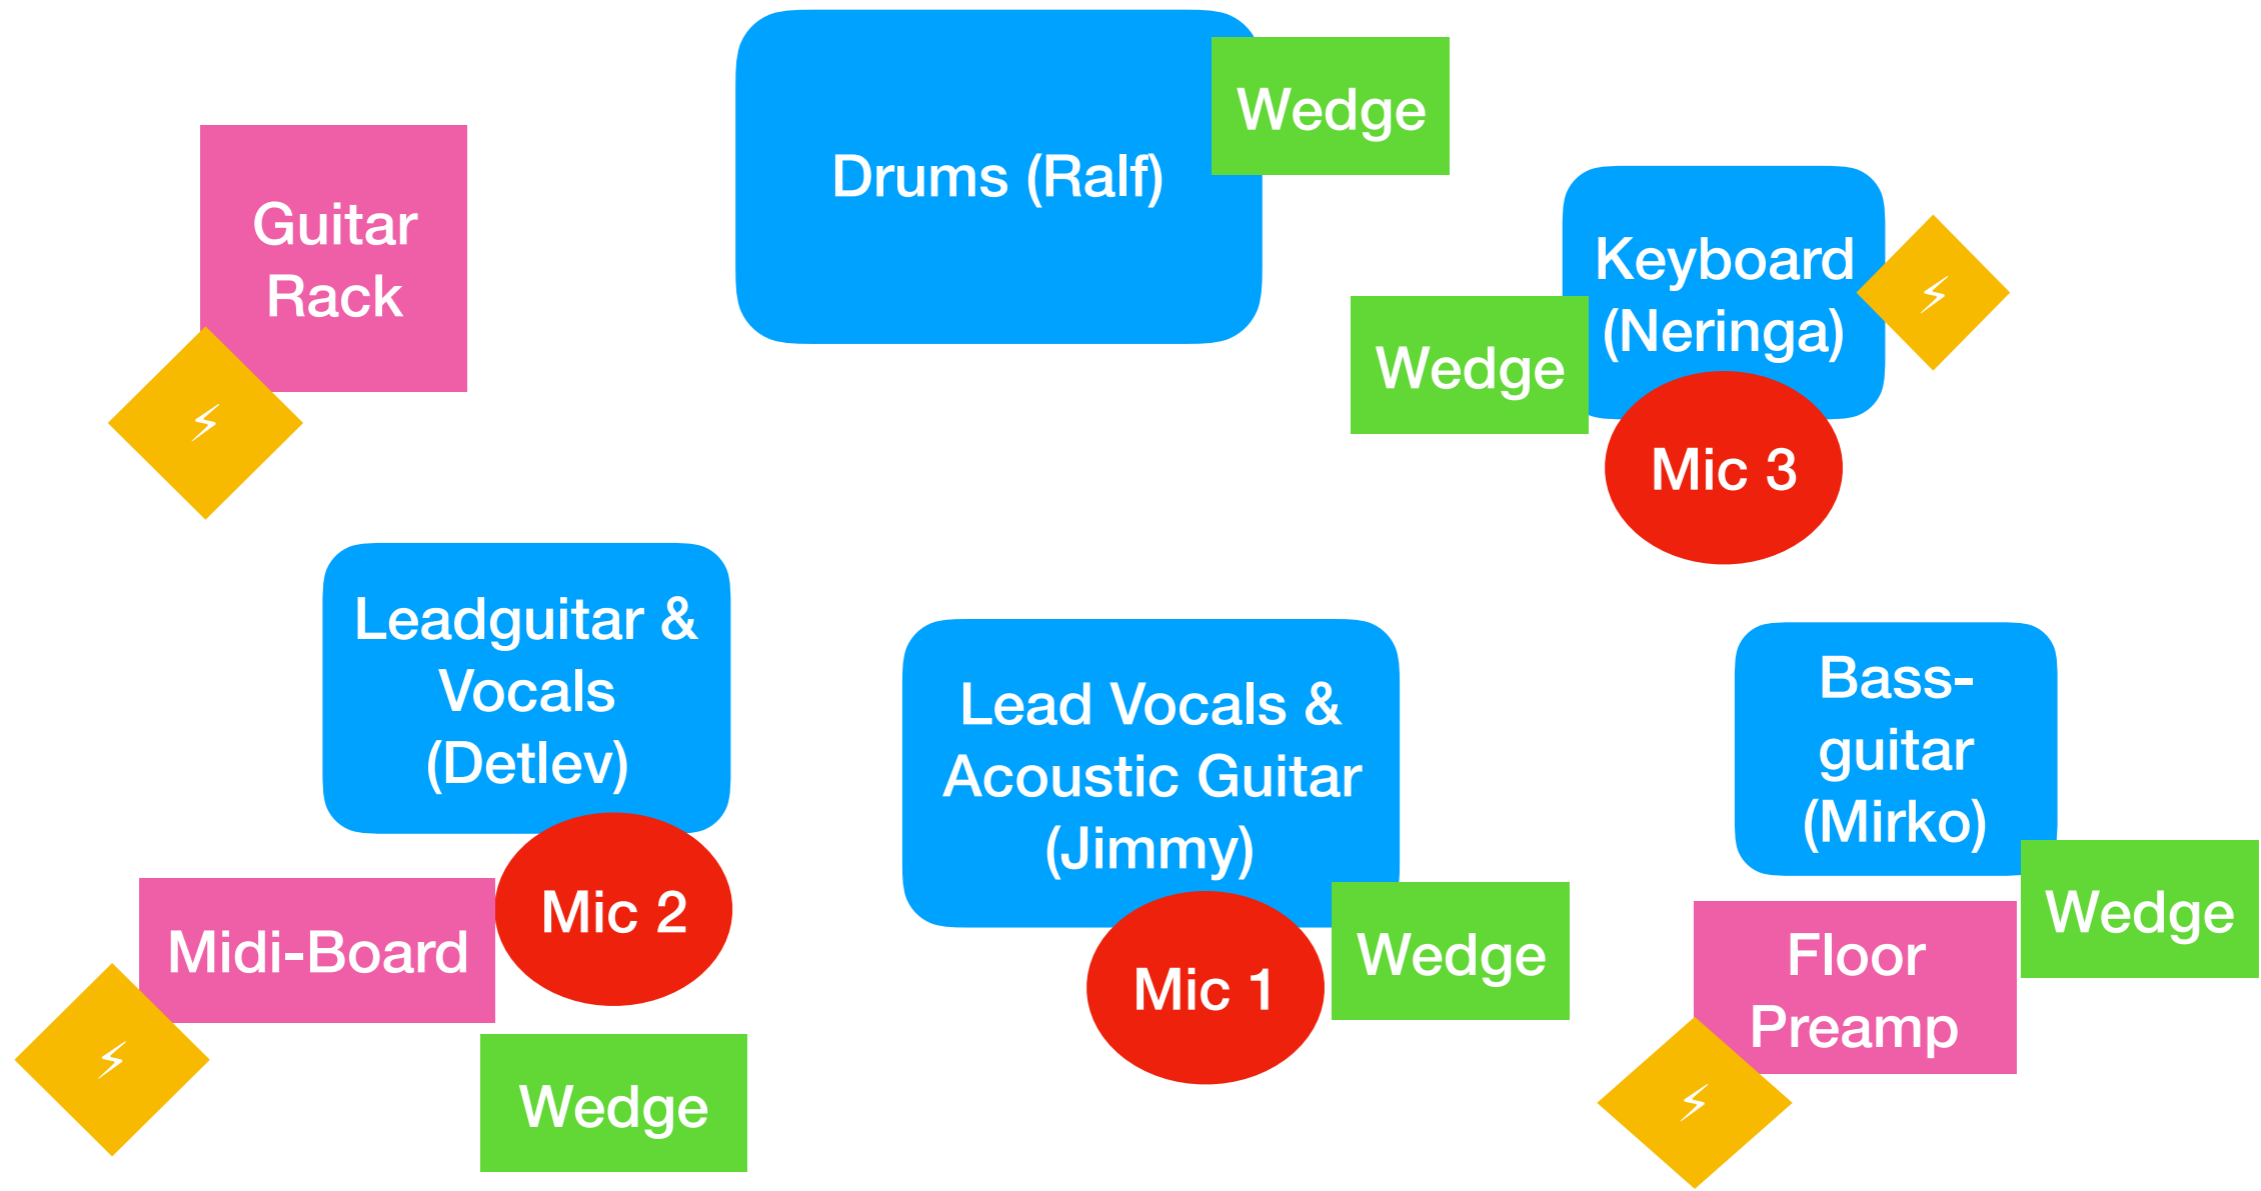 Wedge
Drums (Ralf)
Guitar
Rack
Keyboard
(Neringa)
⚡
Wedge
⚡
Mic 3
Leadguitar &
Vocals
(Detlev)
Lead Vocals &
Acoustic Guitar
(Jimmy)
Bass-
guitar
(Mirko)
Mic 2
Midi-Board
Mic 1
Wedge
Wedge
Floor
Preamp
⚡
Wedge
⚡